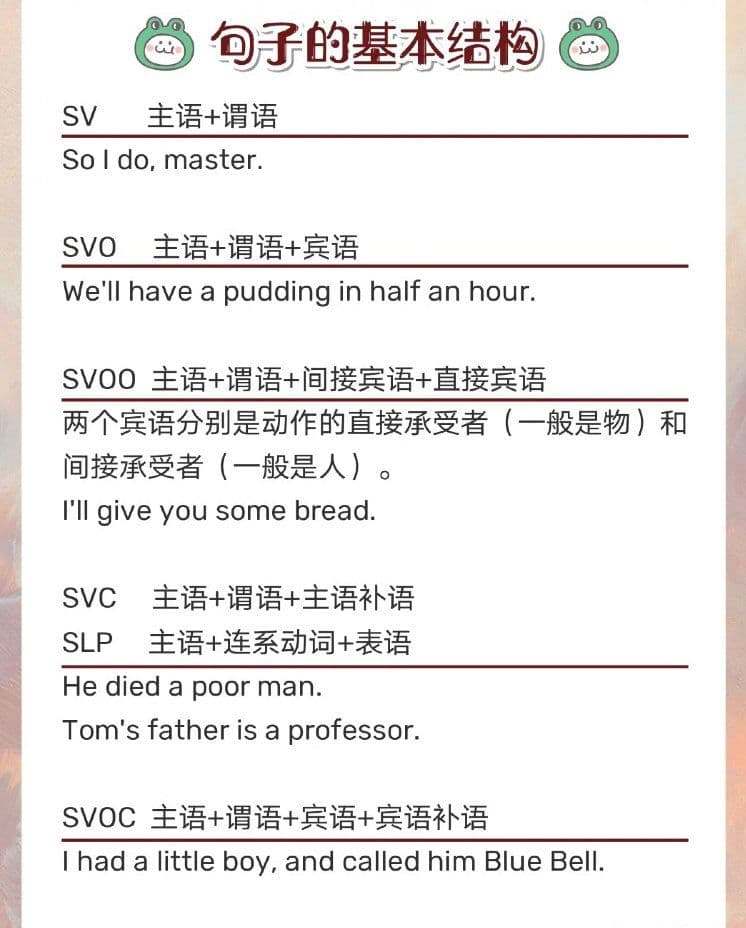 句子的基本结构
SV 主语+谓语
So I do, master.
SVO 主语+谓语+宾语
We'll have a pudding in half an hour.
SVOO 主语+谓语+间接宾语+直接宾语
两个宾语分别是动作的直接承受者（一般是物）和
间接承受者（一般是人）。
I'll give you some bread.
SVC 主语+谓语+主语补语
SLP 主语+连系动词+表语
He died a poor man.
Tom's father is a professor.
SVOC 主语+谓语+宾语+宾语补语
I had a little boy, and called him Blue Bell.